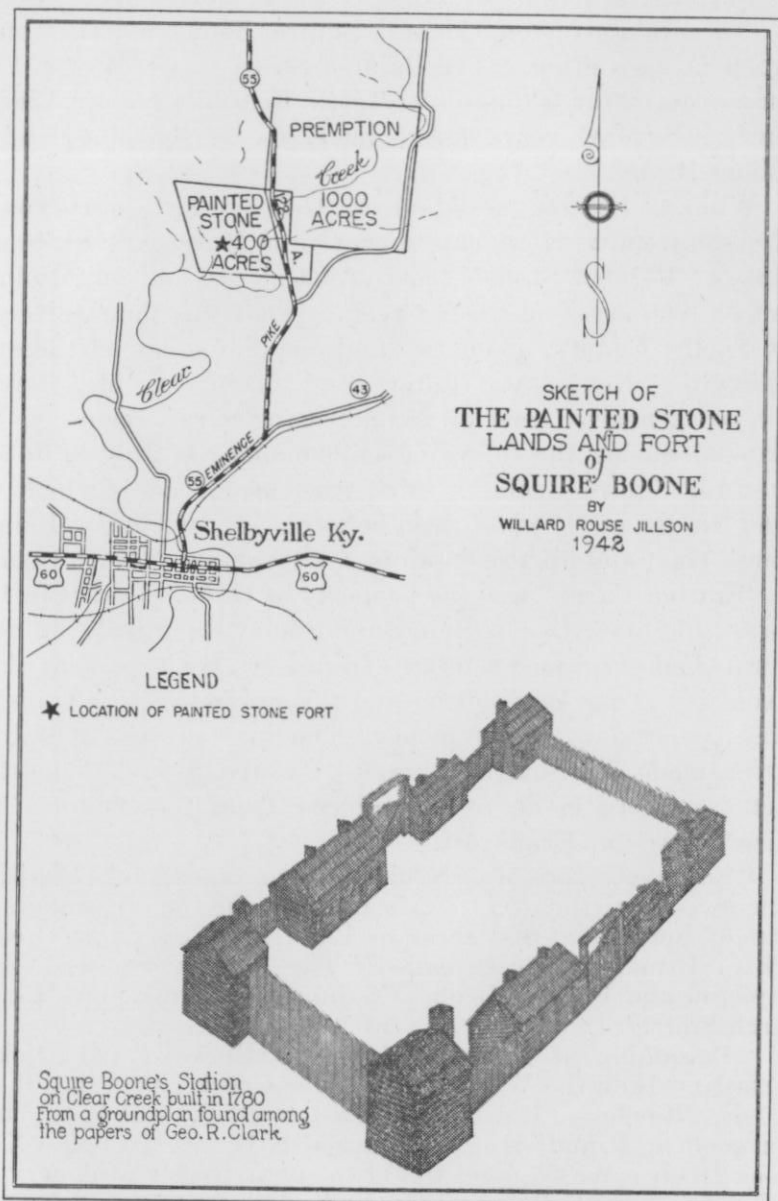 55
PREMPTION
Creek
1000
ACRES
PAINTED
STONE
400
ACRES
PIKE
Clear
43
55
EMINENCE
Shelbyville Ky.
60
60
SKETCH OF
THE PAINTED STONE
LANDS AND FORT
of
SQUIRE BOONE
BY
WILLARD ROUSE JILLSON
1942
LEGEND
LOCATION OF PAINTED STONE FORT
Squire Boone's Station
on Clear Creek built in 1780
From a groundplan found among
the papers of Geo. R. Clark